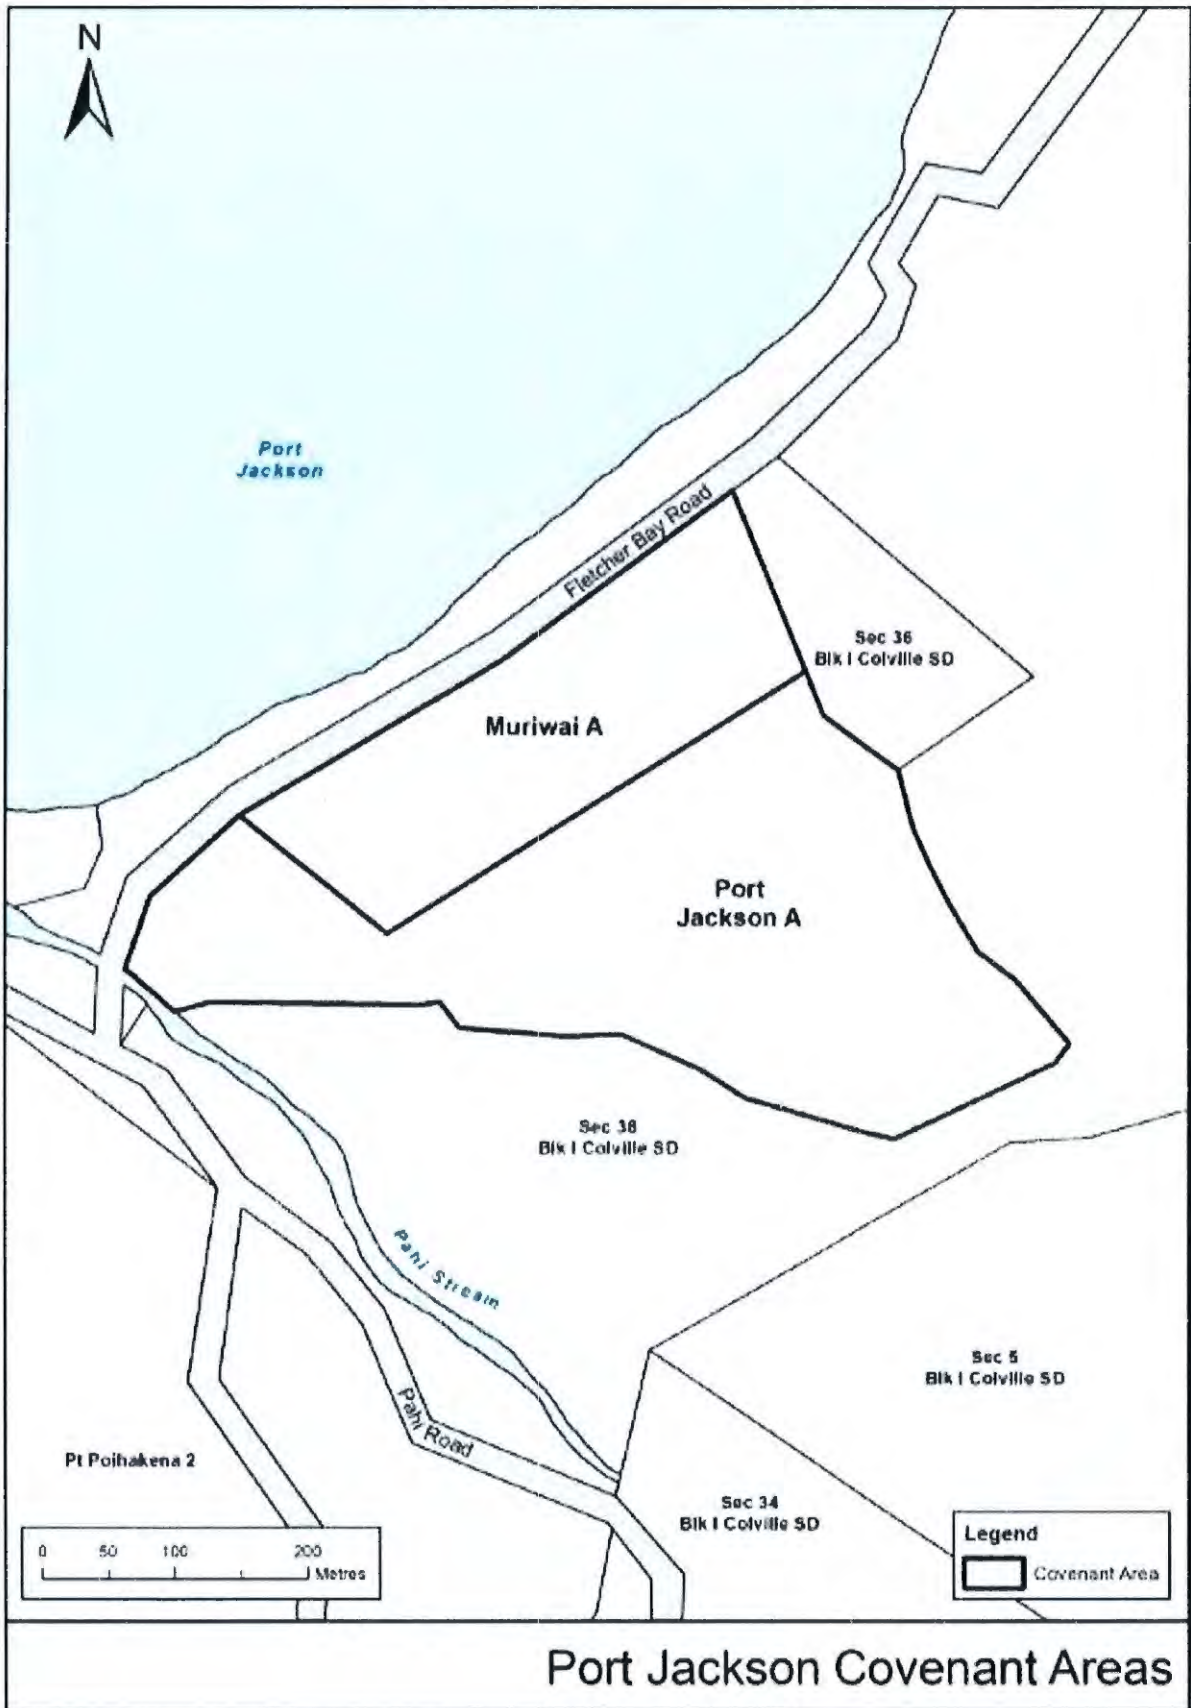 N
Port
Jackson
Fletcher Bay Road
Sec 36
Blk I Colville SD
Muriwai A
Port
Jackson A
Sec 38
Blk I Colville SD
Pahi Stream
Sec 5
Blk I Colville SD
Pahi Road
Pt Poihakena 2
Sec 34
Blk I Colville SD
0 50 100 200
Metres
Legend
Covenant Area
Port Jackson Covenant Areas